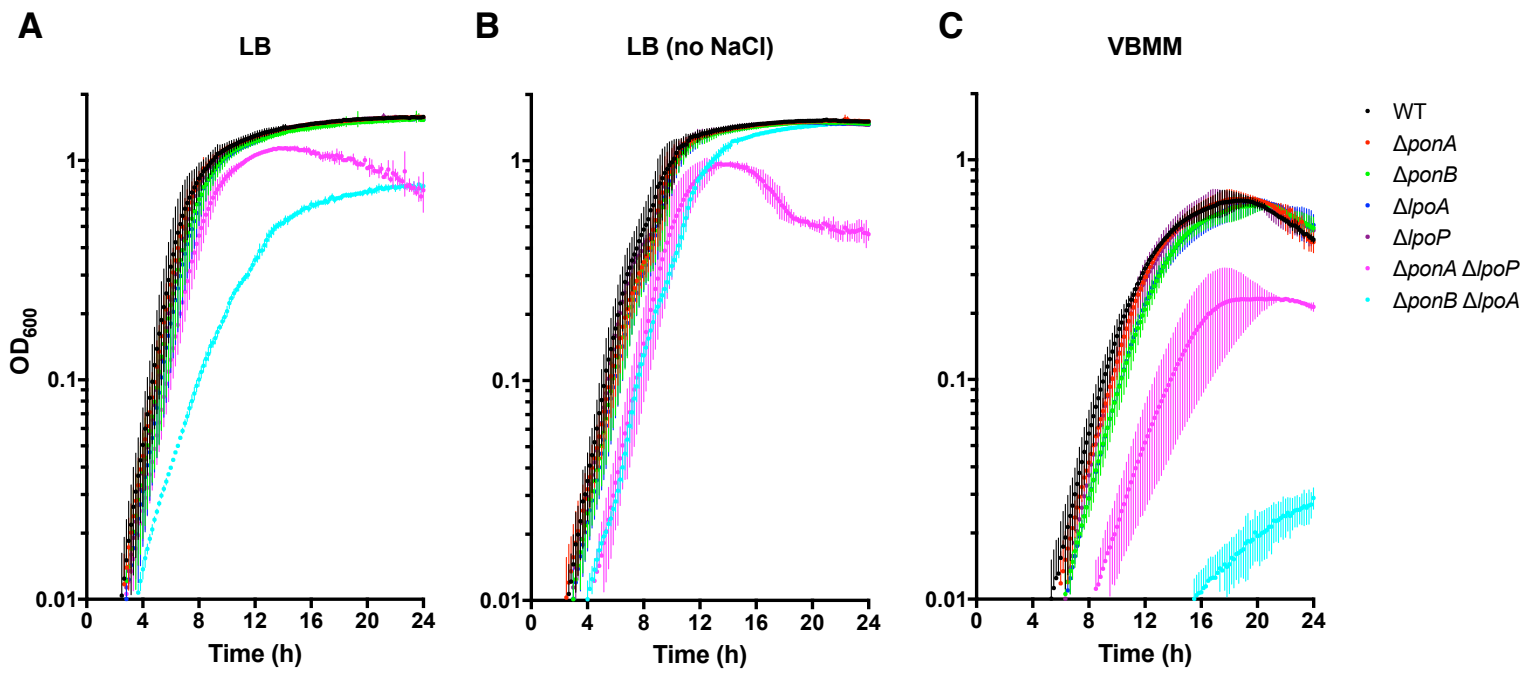 A
LB
B
LB (no NaCl)
C
VBMM
OD600
1
0.1
0.01
0 4 8 12 16 20 24
Time (h)
1
0.1
0.01
0 4 8 12 16 20 24
Time (h)
1
0.1
0.01
0 4 8 12 16 20 24
Time (h)
WT
ΔponA
ΔponB
ΔlpoA
ΔlpoP
ΔponA ΔlpoP
ΔponB ΔlpoA